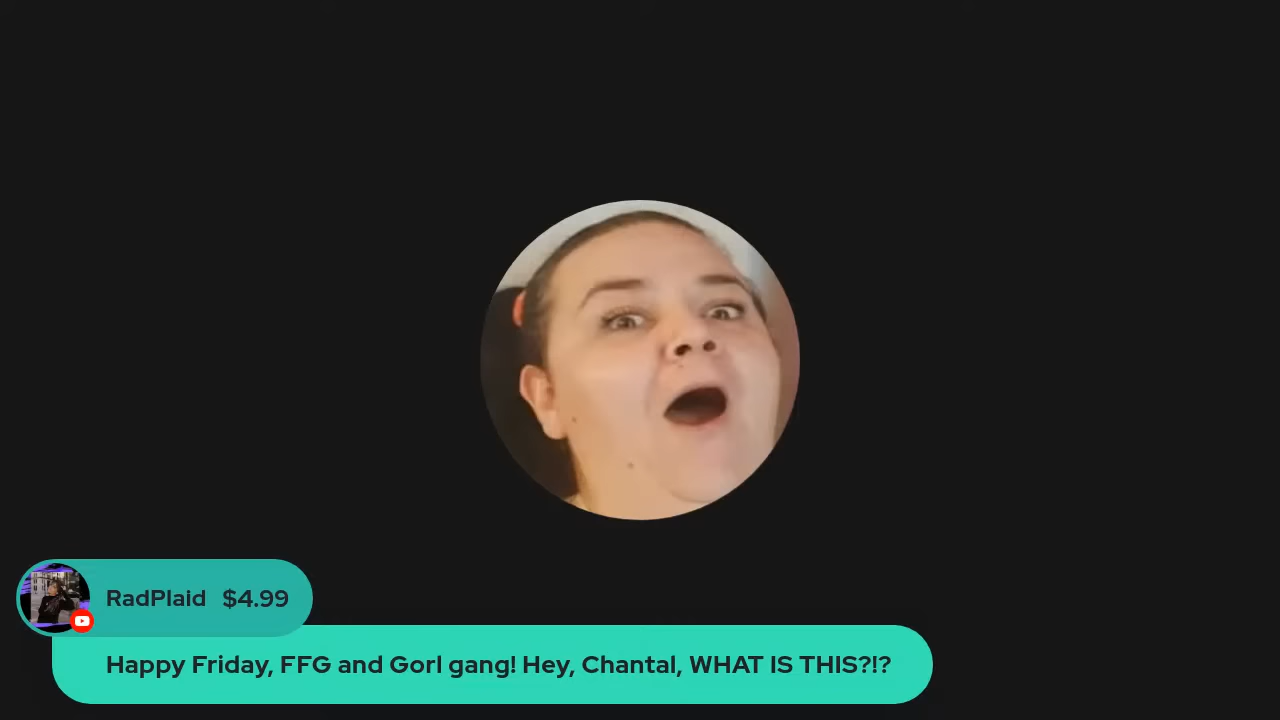 RadPlaid $4.99
Happy Friday, FFG and Gorl gang! Hey, Chantal, WHAT IS THIS?!?